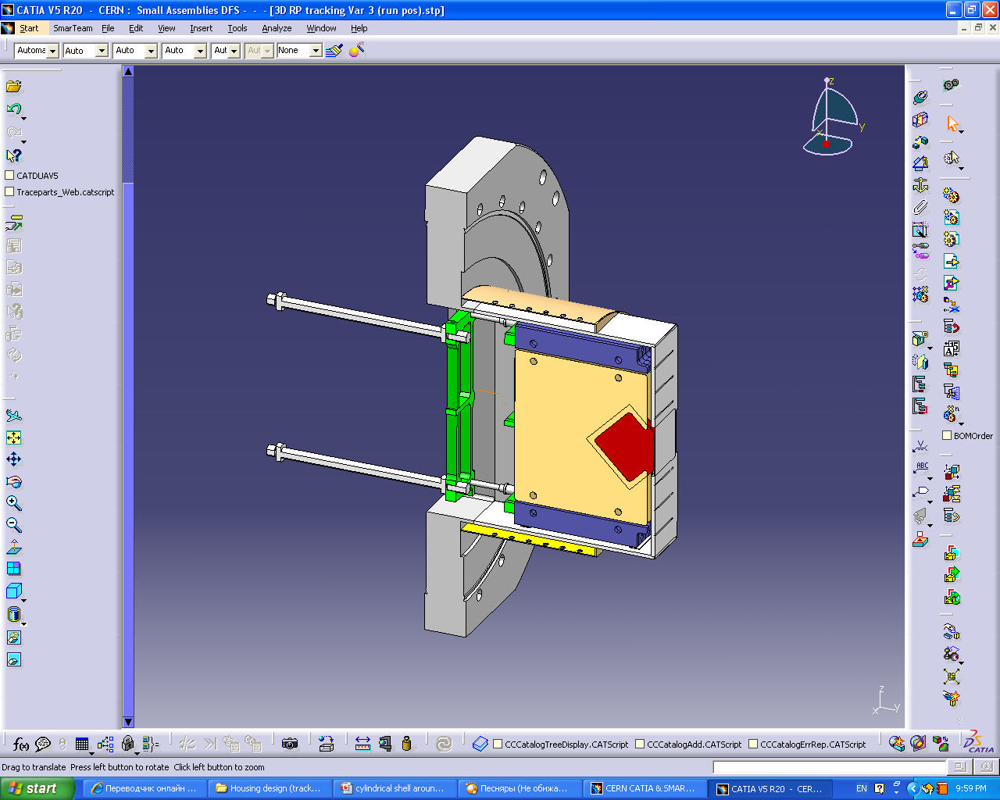 CATIA V5 R20 - CERN : Small Assemblies DFS - - - [3D RP tracking Var 3 (run pos).stp]
Start SmarTeam File Edit View Insert Tools Analyze Window Help
Automa Auto Auto Auto Aut Aut None
z
y
x
CATDUAV5
Traceparts_Web.catscript
BOMOrder
ABC
z
x y
f(x) CCCatalogTreeDisplay.CATScript CCCatalogAdd.CATScript CCCatalogErrRep.CATScript
CATIA
Drag to translate Press left button to rotate Click left button to zoom
start Переводчик онлайн ... Housing design (track... cylindrical shell aroun... Песняры (Не обижа... CERN CATIA & SMAR... CATIA V5 R20 - CER... EN 9:59 PM